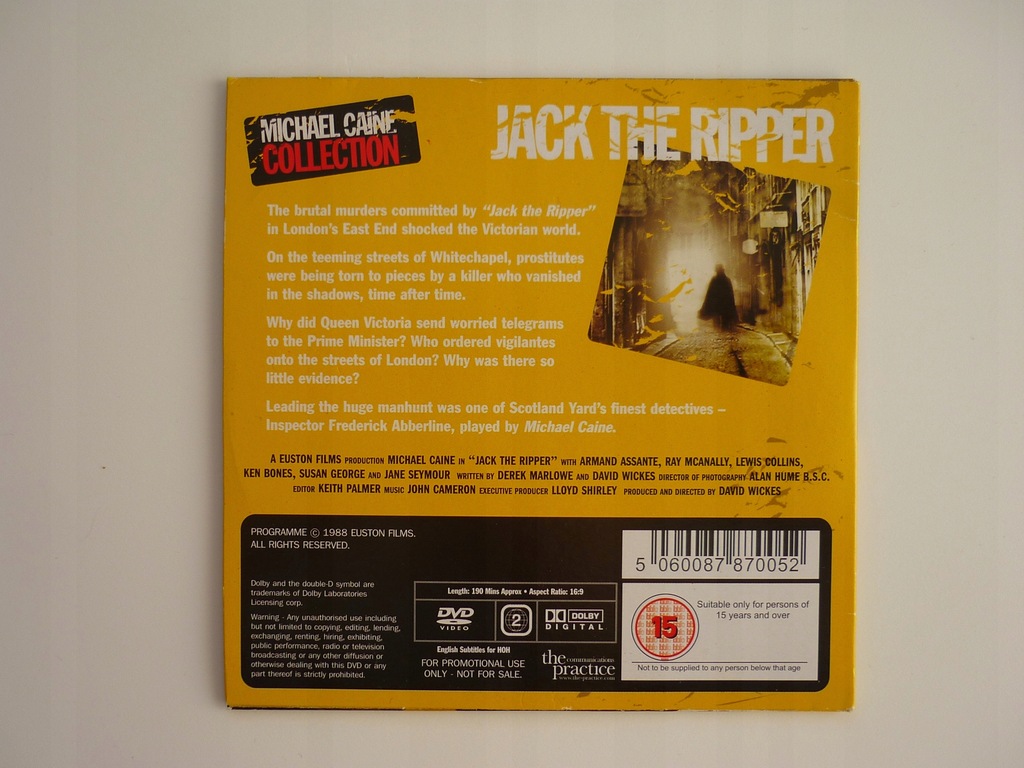 MICHAEL CAINE
COLLECTION
JACK THE RIPPER
The brutal murders committed by “Jack the Ripper”
in London’s East End shocked the Victorian world.
On the teeming streets of Whitechapel, prostitutes
were being torn to pieces by a killer who vanished
in the shadows, time after time.
Why did Queen Victoria send worried telegrams
to the Prime Minister? Who ordered vigilantes
onto the streets of London? Why was there so
little evidence?
Leading the huge manhunt was one of Scotland Yard’s finest detectives –
Inspector Frederick Abberline, played by Michael Caine.
A EUSTON FILMS PRODUCTION MICHAEL CAINE IN “JACK THE RIPPER” WITH ARMAND ASSANTE, RAY MCANALLY, LEWIS COLLINS,
KEN BONES, SUSAN GEORGE AND JANE SEYMOUR WRITTEN BY DEREK MARLOWE AND DAVID WICKES DIRECTOR OF PHOTOGRAPHY ALAN HUME B.S.C.
EDITOR KEITH PALMER MUSIC JOHN CAMERON EXECUTIVE PRODUCER LLOYD SHIRLEY PRODUCED AND DIRECTED BY DAVID WICKES
PROGRAMME © 1988 EUSTON FILMS.
ALL RIGHTS RESERVED.
Dolby and the double-D symbol are
trademarks of Dolby Laboratories
Licensing corp.
Warning - Any unauthorised use including
but not limited to copying, editing, lending,
exchanging, renting, hiring, exhibiting,
public performance, radio or television
broadcasting or any other diffusion or
otherwise dealing with this DVD or any
part thereof is strictly prohibited.
Length: 190 Mins Approx • Aspect Ratio: 16:9
DVD
VIDEO
2
DOLBY
DIGITAL
English Subtitles for HOH
FOR PROMOTIONAL USE
ONLY - NOT FOR SALE.
the communications
practice
www.the-practice.com
5 060087 870052
15
Suitable only for persons of
15 years and over
Not to be supplied to any person below that age